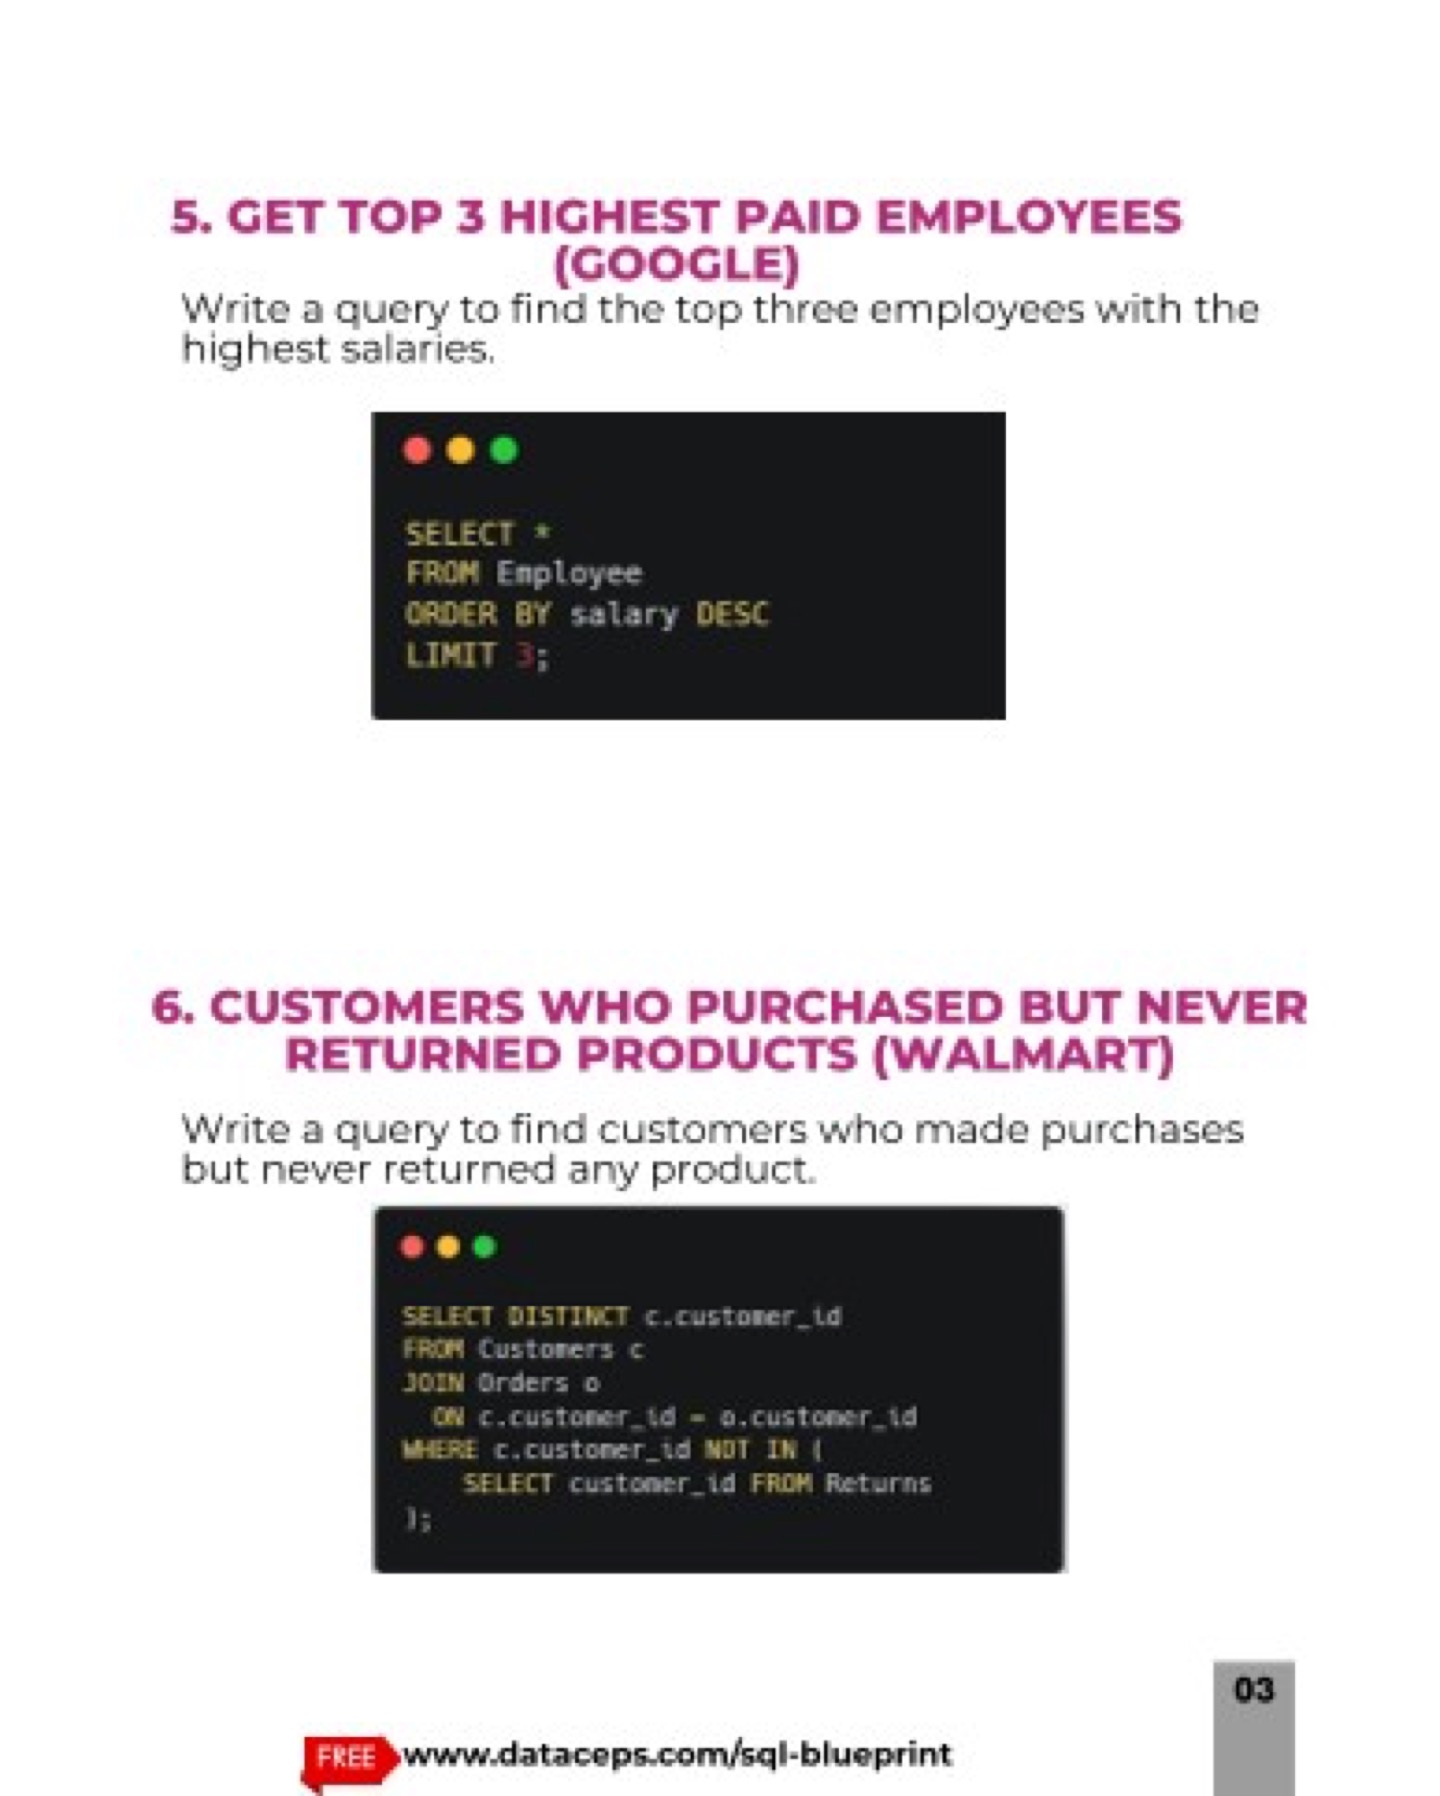 5. GET TOP 3 HIGHEST PAID EMPLOYEES
(GOOGLE)
Write a query to find the top three employees with the
highest salaries.
SELECT *
FROM Employee
ORDER BY salary DESC
LIMIT 3;
6. CUSTOMERS WHO PURCHASED BUT NEVER
RETURNED PRODUCTS (WALMART)
Write a query to find customers who made purchases
but never returned any product.
SELECT DISTINCT c.customer_id
FROM Customers c
JOIN Orders o
ON c.customer_id = o.customer_id
WHERE c.customer_id NOT IN (
SELECT customer_id FROM Returns
);
03
FREE www.dataceps.com/sql-blueprint